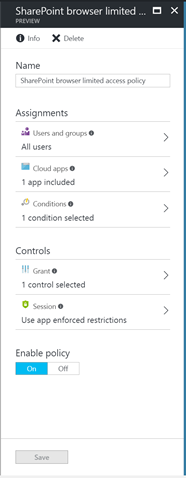 SharePoint browser limited ...
PREVIEW
Info Delete
Name
SharePoint browser limited access policy
Assignments
Users and groups
All users
Cloud apps
1 app included
Conditions
1 condition selected
Controls
Grant
1 control selected
Session
Use app enforced restrictions
Enable policy
On Off
Save